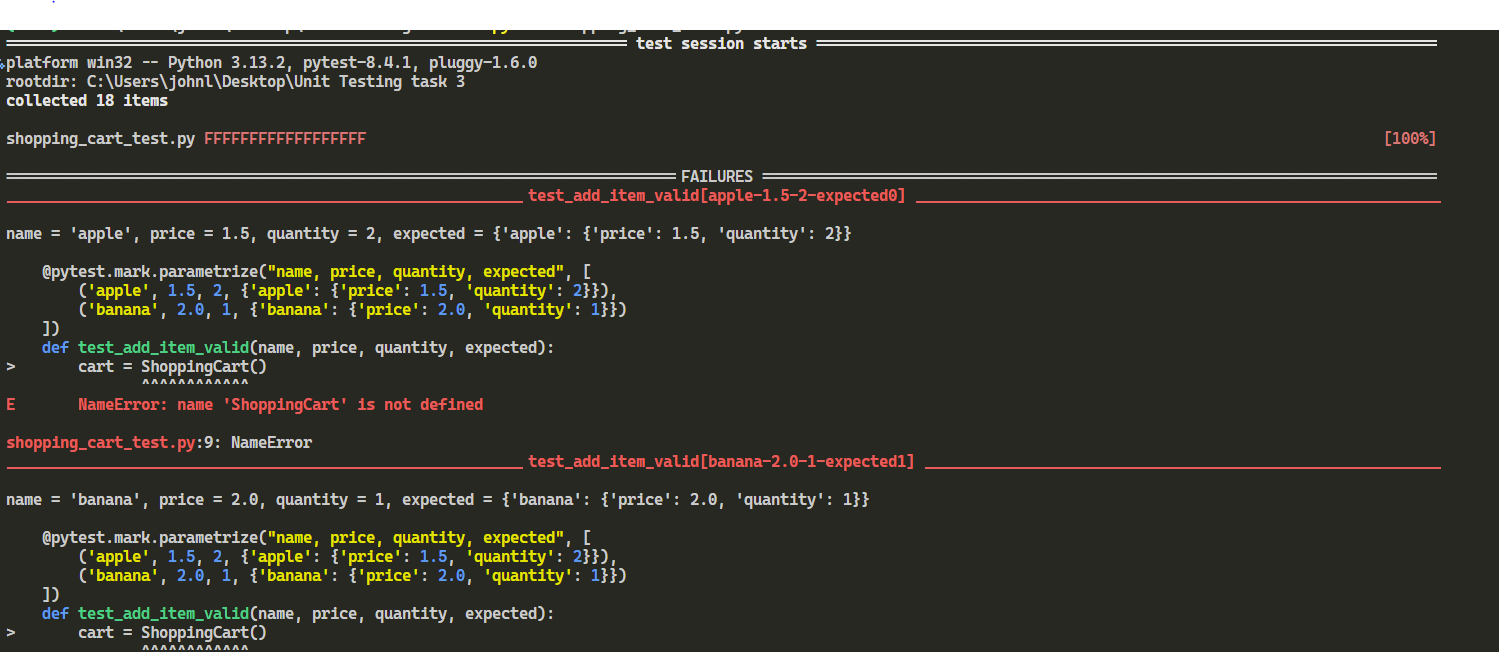 test session starts
platform win32 -- Python 3.13.2, pytest-8.4.1, pluggy-1.6.0
rootdir: C:\Users\johnl\Desktop\Unit Testing task 3
collected 18 items
shopping_cart_test.py FFFFFFFFFFFFFFFFFF [100%]
FAILURES
test_add_item_valid[apple-1.5-2-expected0]
name = 'apple', price = 1.5, quantity = 2, expected = {'apple': {'price': 1.5, 'quantity': 2}}
@pytest.mark.parametrize("name, price, quantity, expected", [
('apple', 1.5, 2, {'apple': {'price': 1.5, 'quantity': 2}}),
('banana', 2.0, 1, {'banana': {'price': 2.0, 'quantity': 1}})
])
def test_add_item_valid(name, price, quantity, expected):
> cart = ShoppingCart()
^^^^^^^^^^^^
E NameError: name 'ShoppingCart' is not defined
shopping_cart_test.py:9: NameError
test_add_item_valid[banana-2.0-1-expected1]
name = 'banana', price = 2.0, quantity = 1, expected = {'banana': {'price': 2.0, 'quantity': 1}}
@pytest.mark.parametrize("name, price, quantity, expected", [
('apple', 1.5, 2, {'apple': {'price': 1.5, 'quantity': 2}}),
('banana', 2.0, 1, {'banana': {'price': 2.0, 'quantity': 1}})
])
def test_add_item_valid(name, price, quantity, expected):
> cart = ShoppingCart()
^^^^^^^^^^^^